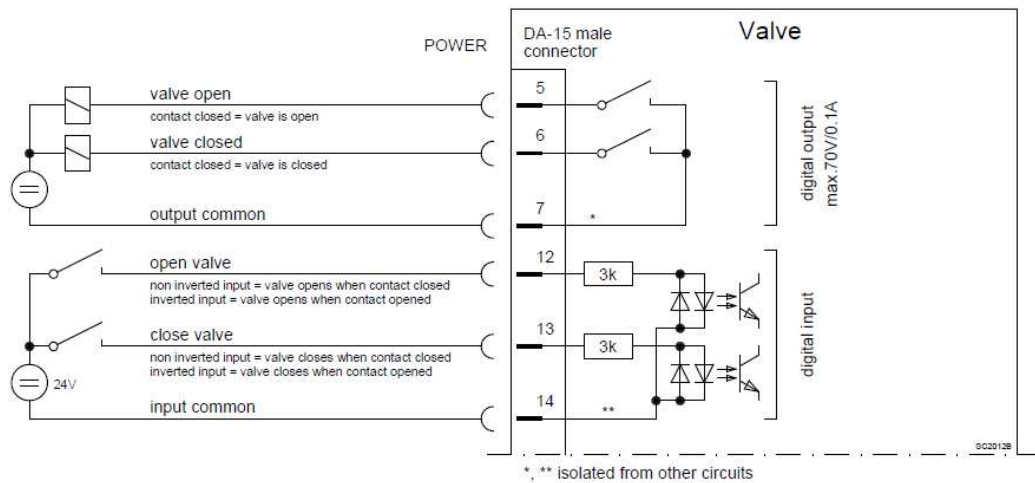 Valve
DA-15 male
connector
POWER
valve open
contact closed = valve is open
5
valve closed
contact closed = valve is closed
6
digital output
max.70V/0.1A
output common
7
*
open valve
non inverted input = valve opens when contact closed
inverted input = valve opens when contact opened
12
3k
close valve
non inverted input = valve closes when contact closed
inverted input = valve closes when contact opened
13
3k
digital input
24V
input common
14
**
SC2012B
*, ** isolated from other circuits